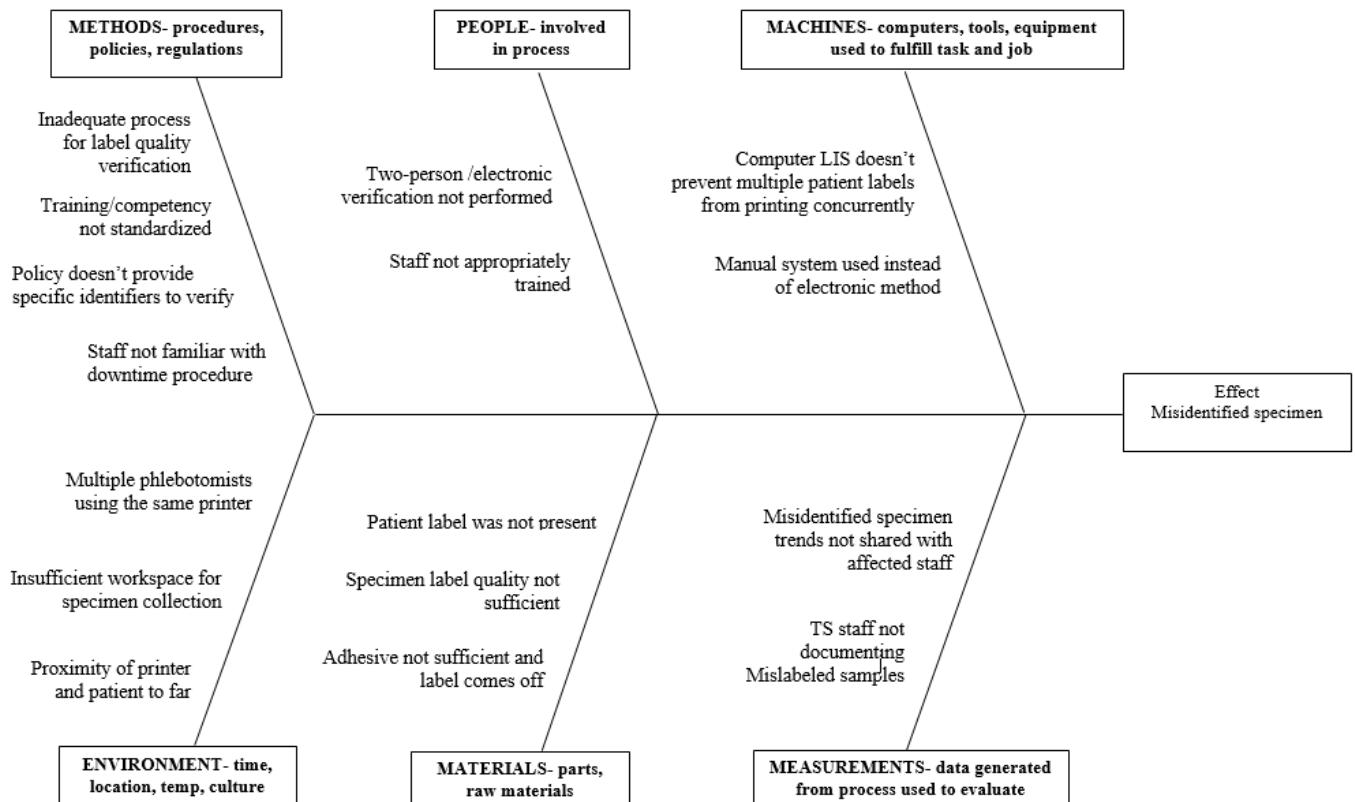 METHODS- procedures,
policies, regulations
PEOPLE- involved
in process
MACHINES- computers, tools, equipment
used to fulfill task and job
Inadequate process
for label quality
verification
Training/competency
not standardized
Policy doesn’t provide
specific identifiers to verify
Staff not familiar with
downtime procedure
Two-person /electronic
verification not performed
Staff not appropriately
trained
Computer LIS doesn’t
prevent multiple patient labels
from printing concurrently
Manual system used instead
of electronic method
Effect
Misidentified specimen
Multiple phlebotomists
using the same printer
Insufficient workspace for
specimen collection
Proximity of printer
and patient to far
Patient label was not present
Specimen label quality not
sufficient
Adhesive not sufficient and
label comes off
Misidentified specimen
trends not shared with
affected staff
TS staff not
documenting
Mislabeled samples
ENVIRONMENT- time,
location, temp, culture
MATERIALS- parts,
raw materials
MEASUREMENTS- data generated
from process used to evaluate